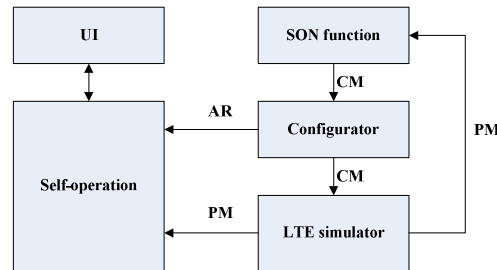 UI
SON function
CM
AR
Configurator
PM
CM
Self-operation
PM
LTE simulator